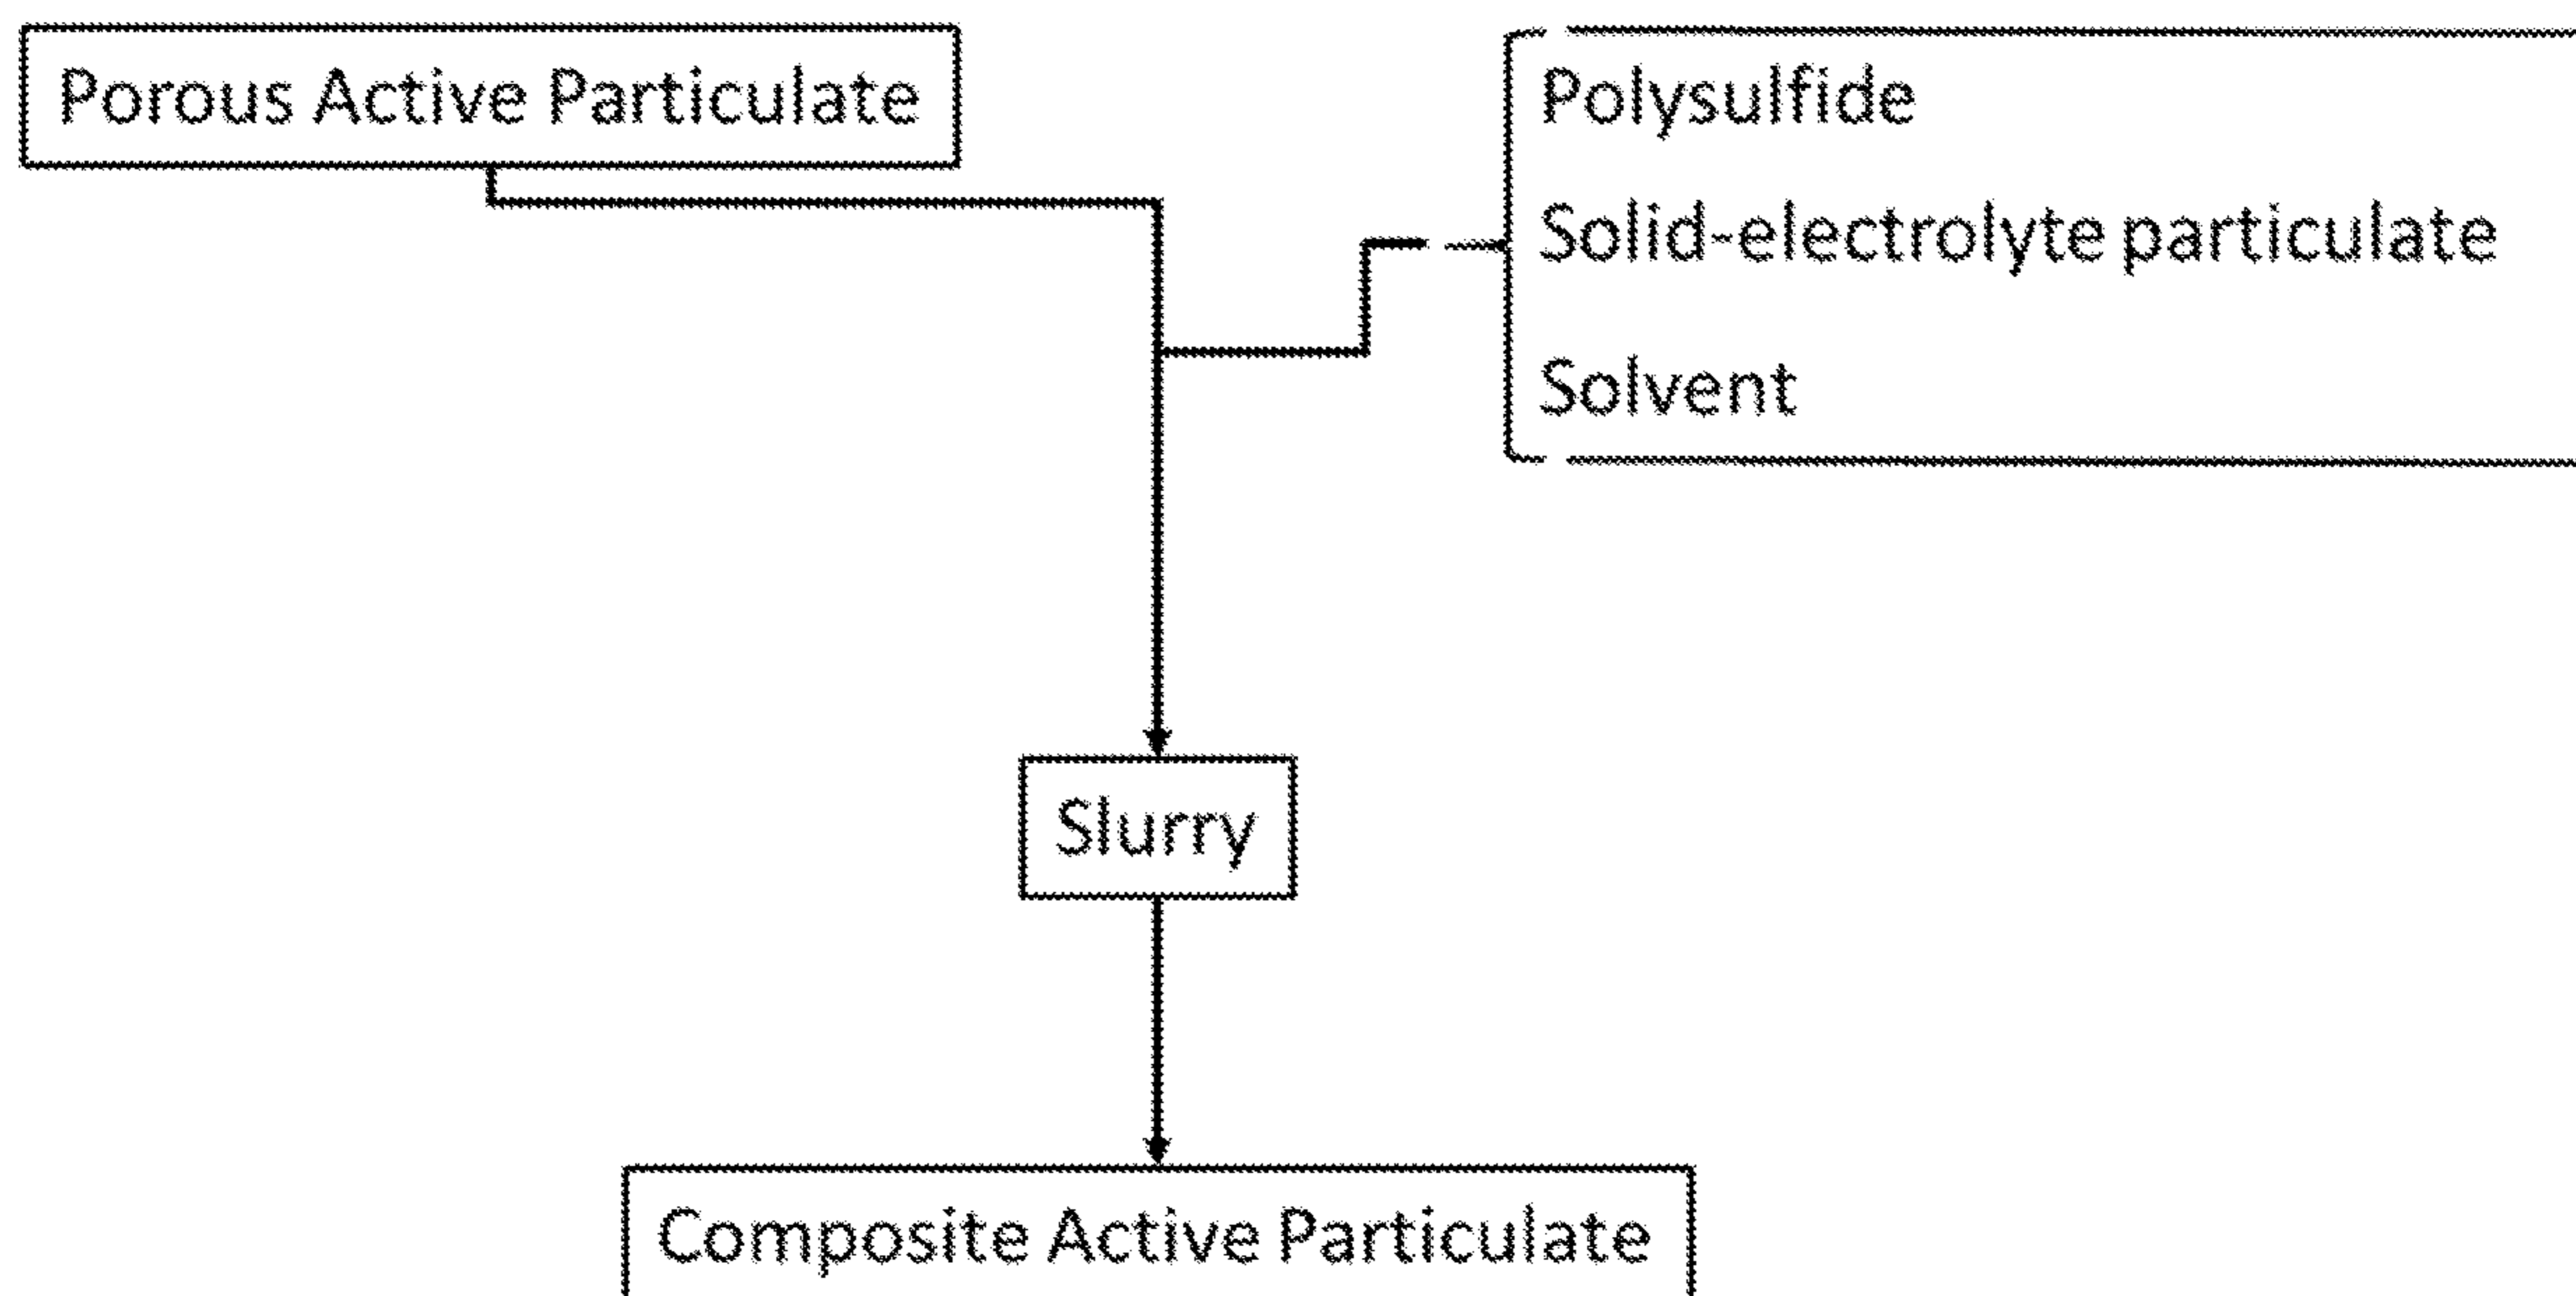 Porous Active Particulate
Polysulfide
Solid-electrolyte particulate
Solvent
Slurry
Composite Active Particulate